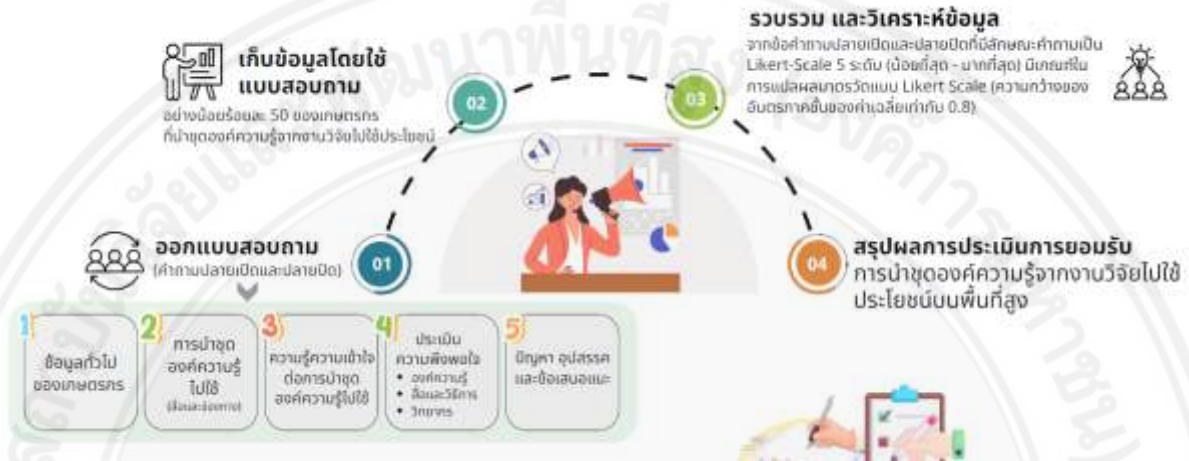 01
ออกแบบสอบถาม
(คำถามปลายเปิดและปลายปิด)
1
ข้อมูลทั่วไป
ของเกษตรกร
2
การนำชุด
องค์ความรู้
ไปใช้
(สื่อและช่องทาง)
3
ความรู้ความเข้าใจ
ต่อการนำชุด
องค์ความรู้ไปใช้
4
ประเมิน
ความพึงพอใจ
• องค์ความรู้
• สื่อและวิธีการ
• วิทยากร
5
ปัญหา อุปสรรค
และข้อเสนอแนะ
02
เก็บข้อมูลโดยใช้
แบบสอบถาม
อย่างน้อยร้อยละ 50 ของเกษตรกร
ที่นำชุดองค์ความรู้จากงานวิจัยไปใช้ประโยชน์
03
รวบรวม และวิเคราะห์ข้อมูล
จากข้อคำถามปลายเปิดและปลายปิดที่มีลักษณะคำถามเป็น
Likert-Scale 5 ระดับ (น้อยที่สุด - มากที่สุด) มีเกณฑ์ใน
การแปลผลมาตรวัดแบบ Likert Scale (ความกว้างของ
อันตรภาคชั้นของค่าเฉลี่ยเท่ากับ 0.8)
04
สรุปผลการประเมินการยอมรับ
การนำชุดองค์ความรู้จากงานวิจัยไปใช้
ประโยชน์บนพื้นที่สูง